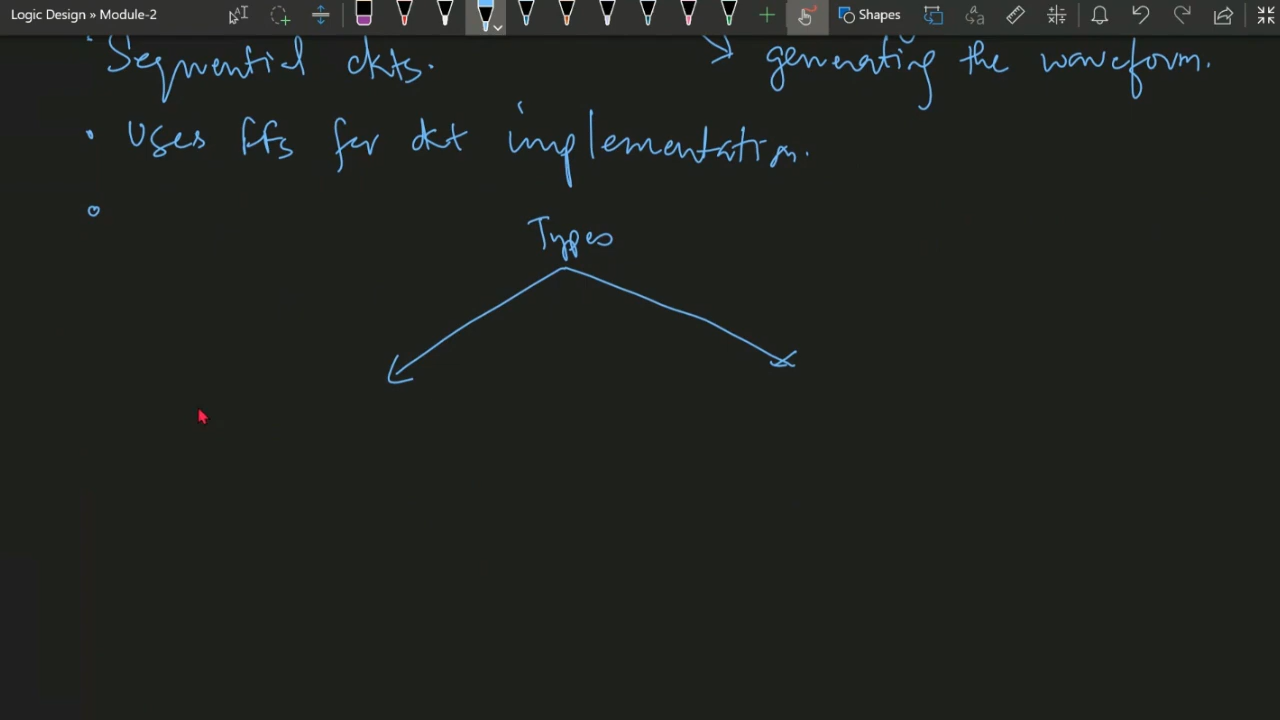 Logic Design » Module-2
Shapes
• Sequential ckts.
→ generating the waveform.
• Uses FFs for ckt implementation.
Types